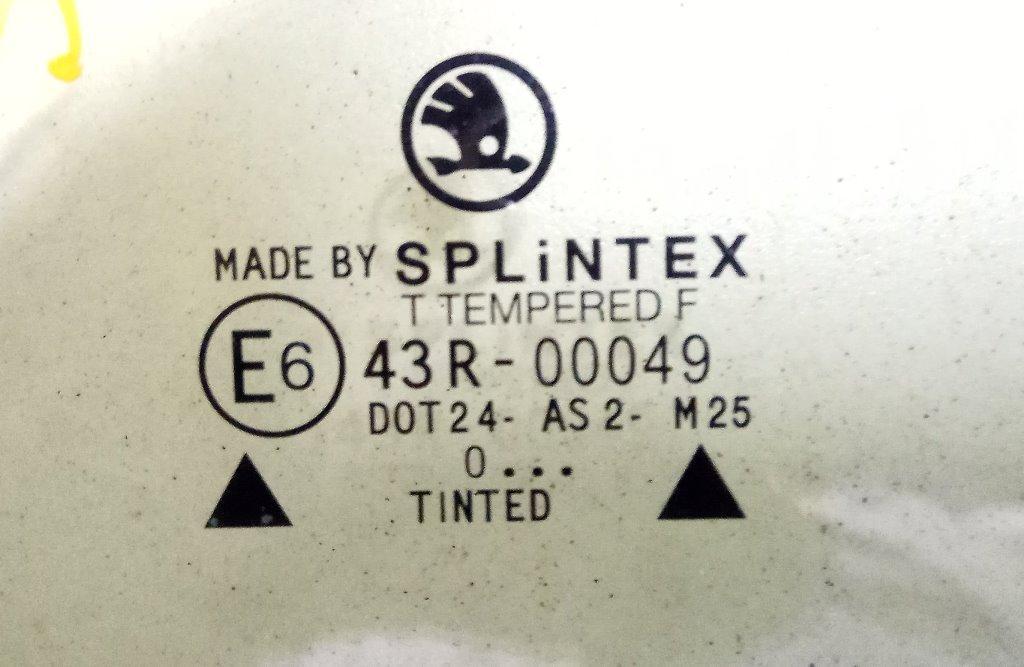 MADE BY SPLiNTEX
T TEMPERED F
E6 43R-00049
DOT24- AS2- M25
0...
TINTED